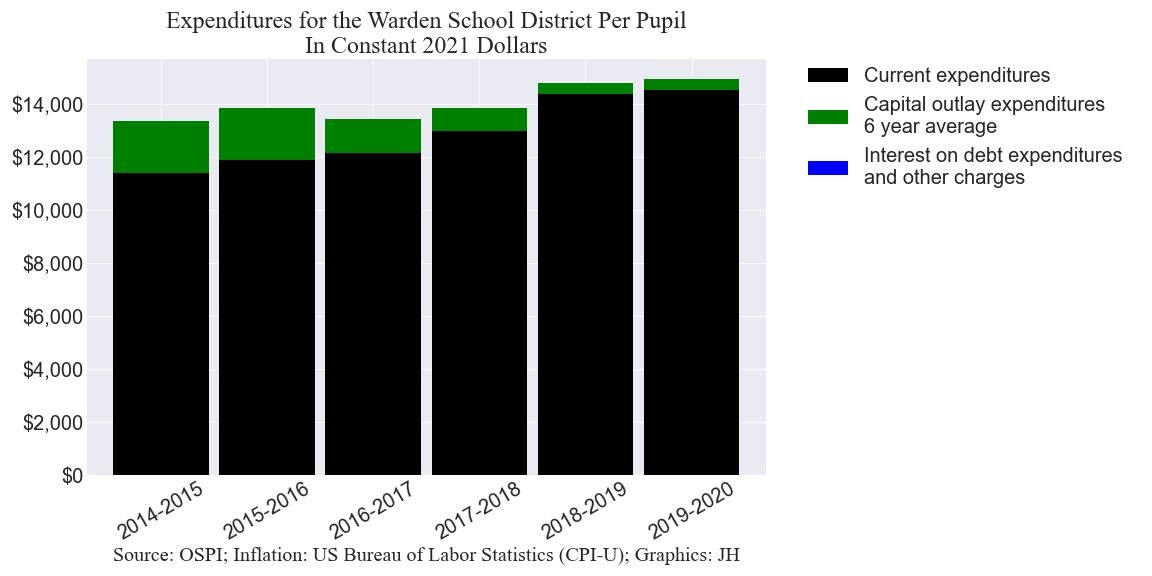 Expenditures for the Warden School District Per Pupil
In Constant 2021 Dollars
Current expenditures
Capital outlay expenditures
6 year average
Interest on debt expenditures
and other charges
$14,000
$12,000
$10,000
$8,000
$6,000
$4,000
$2,000
$0
2014-2015
2015-2016
2016-2017
2017-2018
2018-2019
2019-2020
Source: OSPI; Inflation: US Bureau of Labor Statistics (CPI-U); Graphics: JH